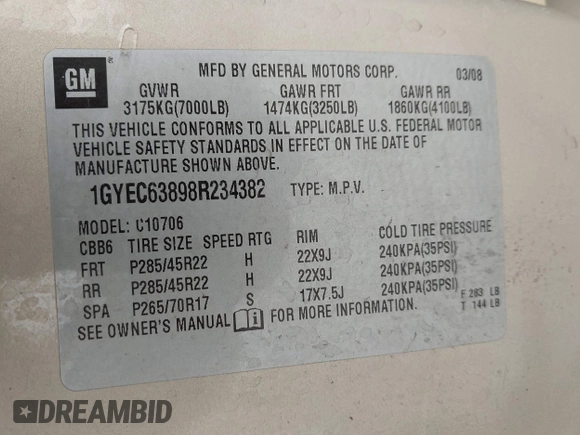 GM
MFD BY GENERAL MOTORS CORP. 03/08
GVWR GAWR FRT GAWR RR
3175KG(7000LB) 1474KG(3250LB) 1860KG(4100LB)
THIS VEHICLE CONFORMS TO ALL APPLICABLE U.S. FEDERAL MOTOR
VEHICLE SAFETY STANDARDS IN EFFECT ON THE DATE OF
MANUFACTURE SHOWN ABOVE.
1GYEC63898R234382 TYPE: M.P.V.
MODEL: C10706
CBB6 TIRE SIZE SPEED RTG RIM COLD TIRE PRESSURE
FRT P285/45R22 H 22X9J 240KPA(35PSI)
RR P285/45R22 H 22X9J 240KPA(35PSI)
SPA P265/70R17 S 17X7.5J 240KPA(35PSI)
SEE OWNER'S MANUAL FOR MORE INFORMATION.
F 283 LB
T 144 LB
DREAMBID